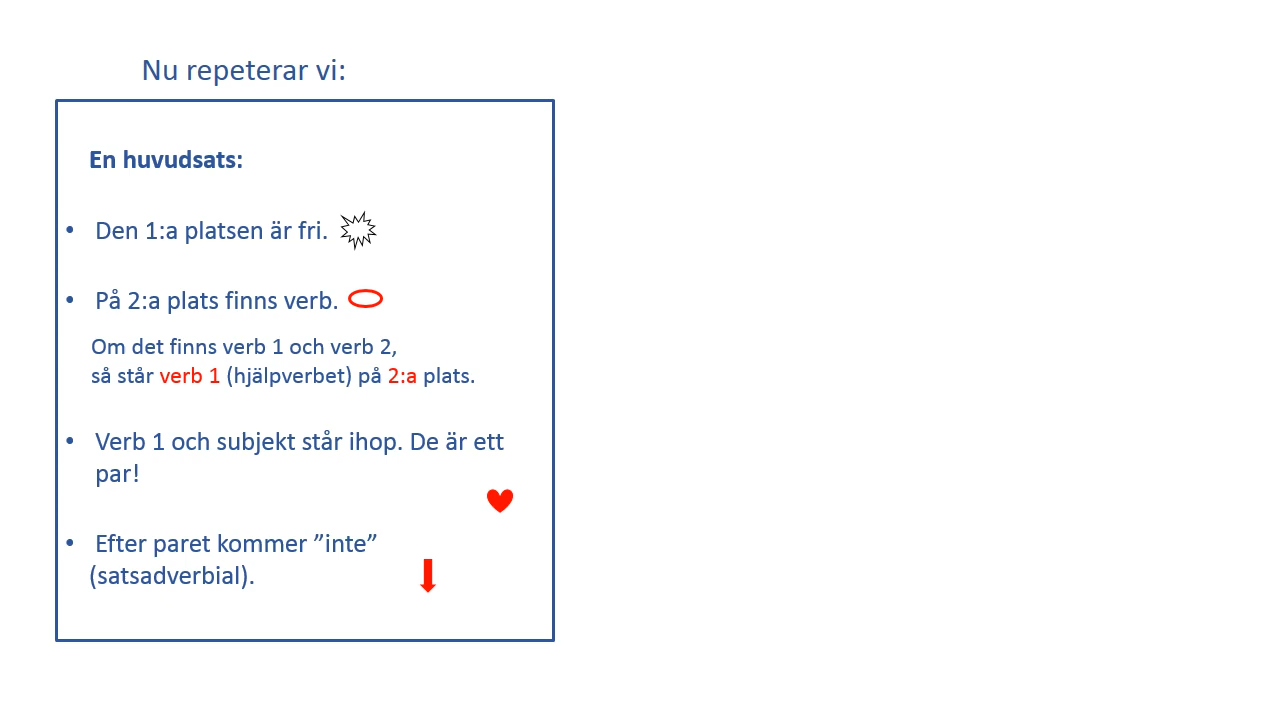 Nu repeterar vi:
En huvudsats:
• Den 1:a platsen är fri.
• På 2:a plats finns verb.
Om det finns verb 1 och verb 2,
så står verb 1 (hjälpverbet) på 2:a plats.
• Verb 1 och subjekt står ihop. De är ett
par!
• Efter paret kommer ”inte”
(satsadverbial).